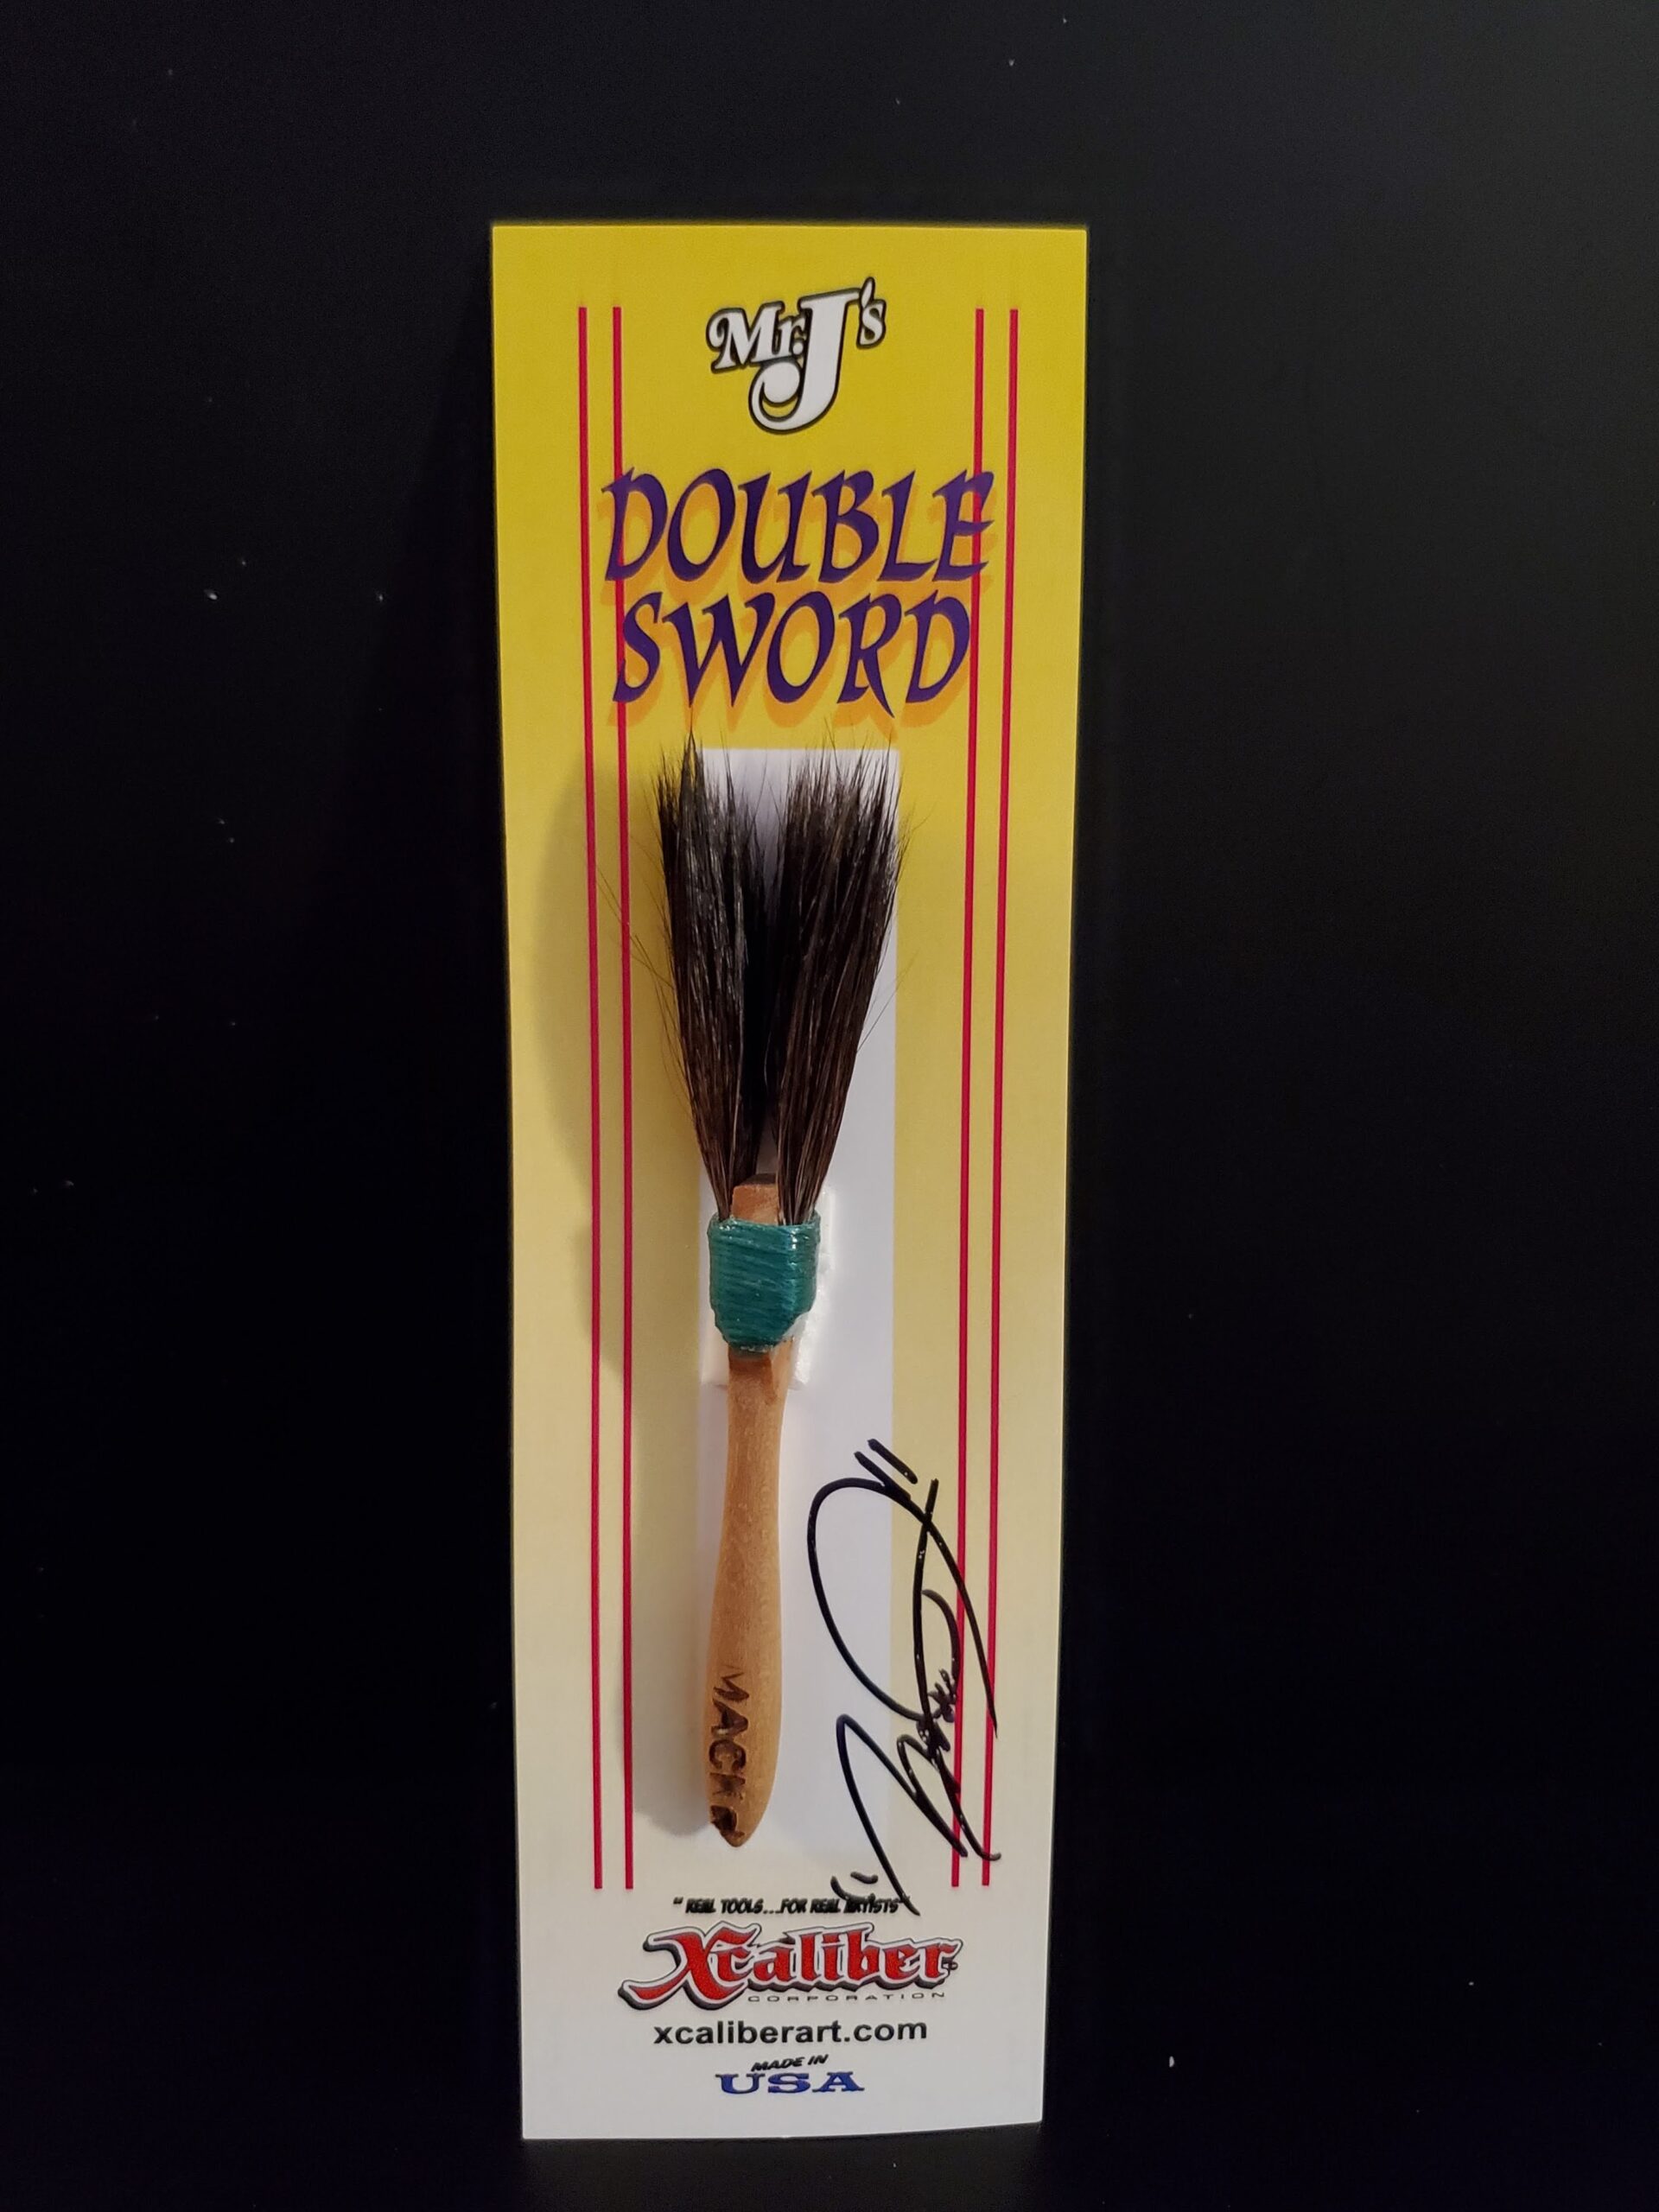 Mr. J's
DOUBLE
SWORD
MACK
"REAL TOOLS...FOR REAL ARTISTS"
Xcaliber
CORPORATION
xcaliberart.com
MADE IN
USA